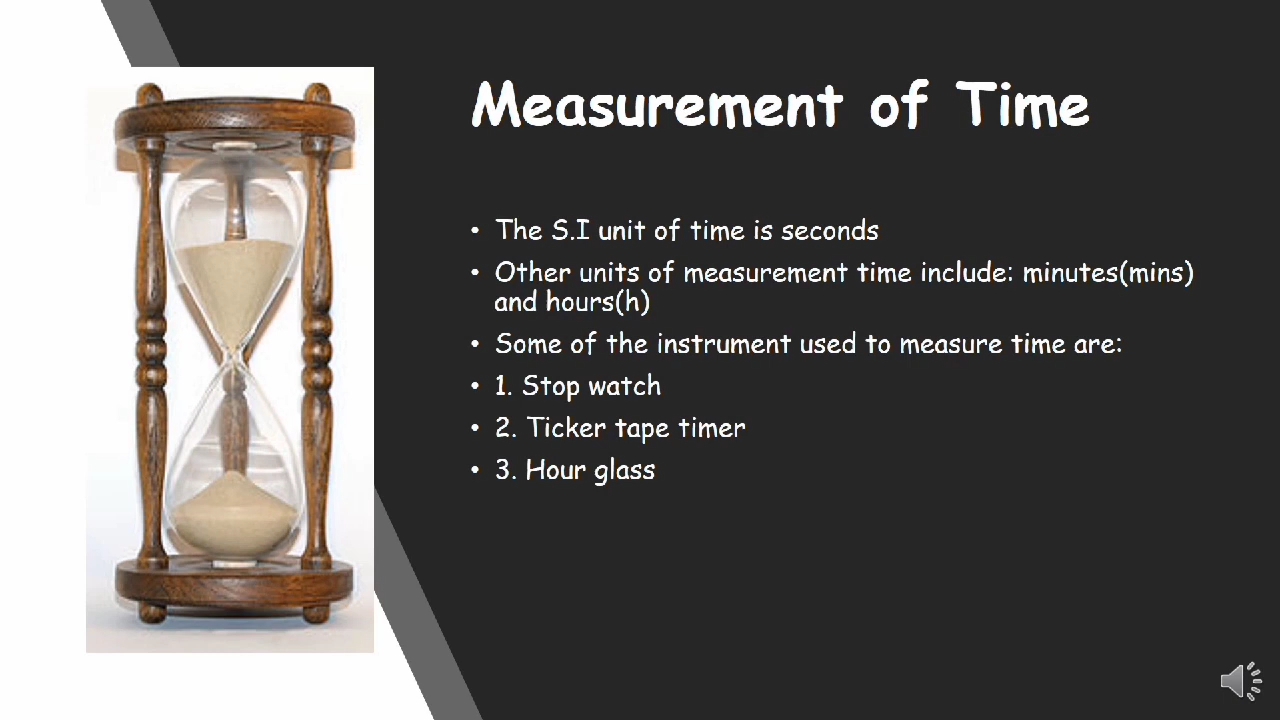 Measurement of Time
• The S.I unit of time is seconds
• Other units of measurement time include: minutes(mins)
and hours(h)
• Some of the instrument used to measure time are:
• 1. Stop watch
• 2. Ticker tape timer
• 3. Hour glass